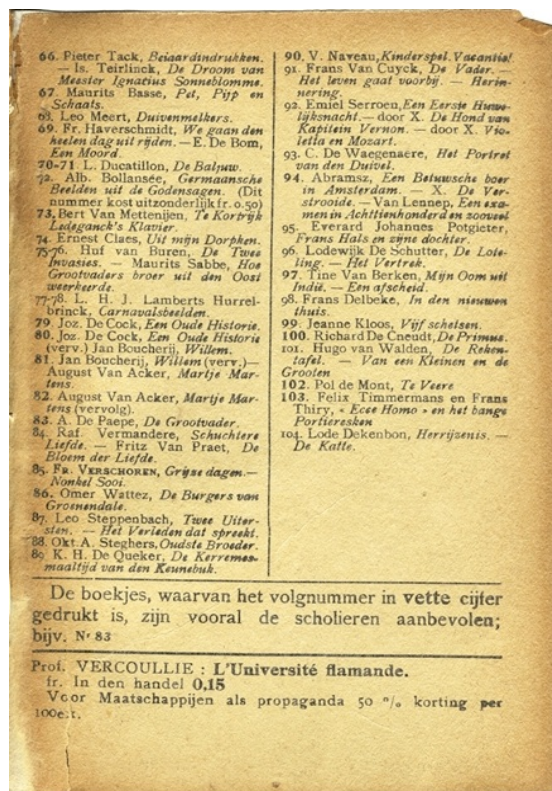 66. Pieter Tack, Beiaardindrukken.
— Is. Teirlinck, De Droom van
Meester Ignatius Sonneblomme.
67. Maurits Basse, Pet, Pijp en
Schaats.
68. Leo Meert, Duivenmelkers.
69. Fr. Haverschmidt, We gaan den
heelen dag uit rijden. — E. De Bom,
Een Moord.
70-71. L. Ducatillon, De Baljuw.
72. Alb. Bollansée, Germaansche
Beelden uit de Godensagen. (Dit
nummer kost uitzonderlijk fr. 0.50)
73, Bert Van Mettenijen, Te Kortrijk
Ledeganck's Klavier.
74 Ernest Claes, Uit mijn Dorpken.
75-76. Huf van Buren, De Twee
Invasies. — Maurits Sabbe, Hoe
Grootvaders broer uit den Oost
weerkeerde.
77-78. L. H. J. Lamberts Hurrel-
brinck, Carnavalsbeelden.
79. Joz. De Cock, Een Oude Historie.
80. Joz. De Cock, Een Oude Historie
(verv.) Jan Boucherij, Willem.
81. Jan Boucherij, Willem (verv.)—
August Van Acker, Martje Mar-
tens.
82. August Van Acker, Martje Mar-
tens (vervolg).
83. A. De Paepe, De Grootvader.
84. Raf. Vermandere, Schuchtere
Liefde. — Fritz Van Praet, De
Bloem der Liefde.
85. FR. VERSCHOREN, Grijze dagen.—
Nonkel Sooi.
86. Omer Wattez, De Burgers van
Groenendale.
87. Leo Steppenbach, Twee Uiter-
sten. — Het Verleden dat spreekt.
88. Okt. A. Steghers, Oudste Broeder.
89 K. H. De Queker, De Kerremes-
maaltijd van den Keunebuk.
90. V. Naveau, Kinderspel. Vacantie!
91. Frans Van Cuyck, De Vader. —
Het leven gaat voorbij. — Herin-
nering.
92. Emiel Serroen, Een Eerste Huwe-
lijksnacht. — door X. De Hond van
Kapitein Vernon. — door X. Vio-
letta en Mozart.
93. C. De Waegenaere, Het Portret
van den Duivel.
94. Abramsz, Een Betuwsche boer
in Amsterdam. — X. De Ver-
strooide. — Van Lennep, Een exa-
men in Achttienhonderd en zooveel
95. Everard Johannes Potgieter,
Frans Hals en zijne dochter.
96. Lodewijk De Schutter, De Lote-
ling. — Het Vertrek.
97. Tine Van Berken, Mijn Oom uit
Indië. — Een afscheid.
98. Frans Delbeke, In den nieuwen
thuis.
99. Jeanne Kloos, Vijf schetsen.
100. Richard De Cneudt, De Primus.
101. Hugo van Walden, De Reken-
tafel. — Van een Kleinen en de
Grooten
102. Pol de Mont, Te Veere
103. Felix Timmermans en Frans
Thiry, « Ecce Homo » en het bange
Portieresken
104. Lode Dekenbon, Herrijzenis. —
De Katte.
De boekjes, waarvan het volgnummer in vette cijfer
gedrukt is, zijn vooral de scholieren aanbevolen;
bijv. Nr 83
Prof. VERCOULLIE : L'Université flamande.
fr. In den handel 0,15
Voor Maatschappijen als propaganda 50 % korting per
100ex.